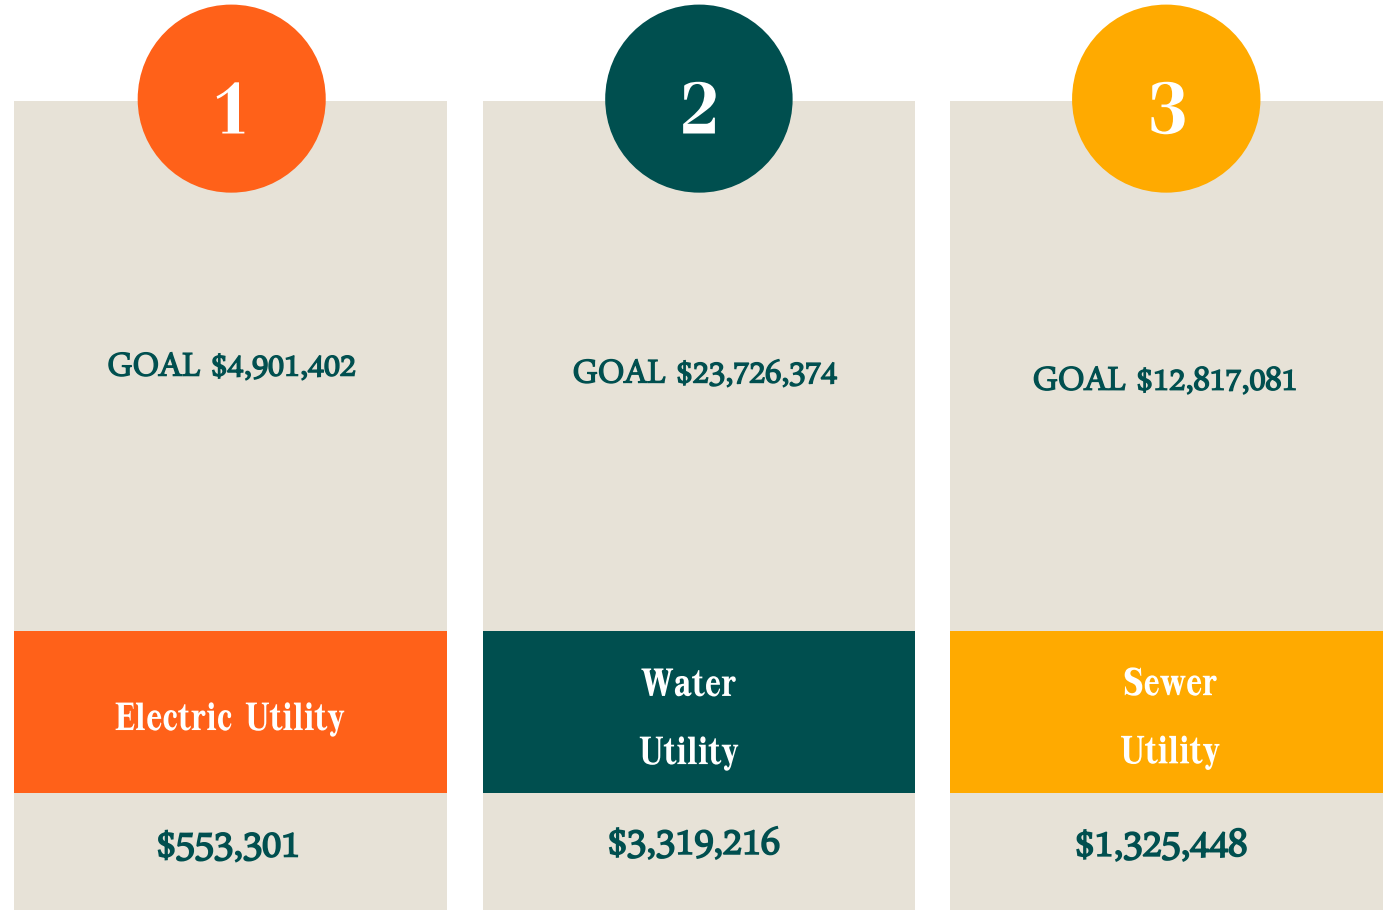 1
GOAL $4,901,402
Electric Utility
$553,301
2
GOAL $23,726,374
Water
Utility
$3,319,216
3
GOAL $12,817,081
Sewer
Utility
$1,325,448